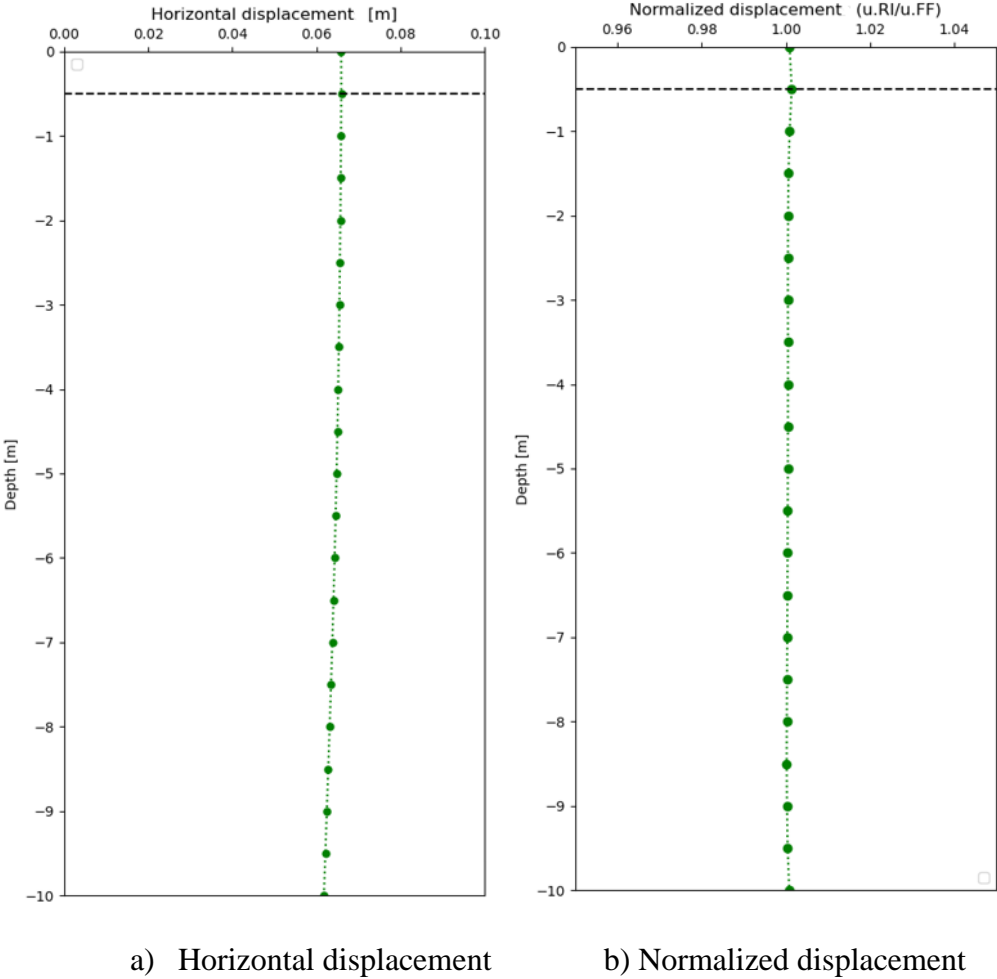 Horizontal displacement [m]
0.00 0.02 0.04 0.06 0.08 0.10
0
−1
−2
−3
−4
−5
−6
−7
−8
−9
−10
Depth [m]
Normalized displacement (u.RI/u.FF)
0.96 0.98 1.00 1.02 1.04
0
−1
−2
−3
−4
−5
−6
−7
−8
−9
−10
Depth [m]
a) Horizontal displacement
b) Normalized displacement